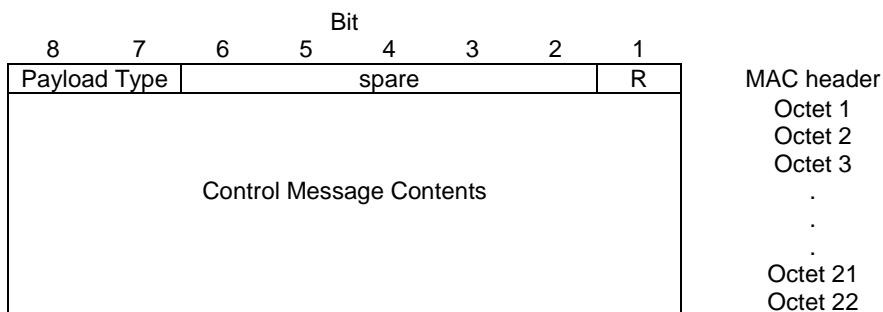 Bit
8 7 6 5 4 3 2 1
Payload Type spare R MAC header
Octet 1
Octet 2
Octet 3
Control Message Contents .
.
.
Octet 21
Octet 22